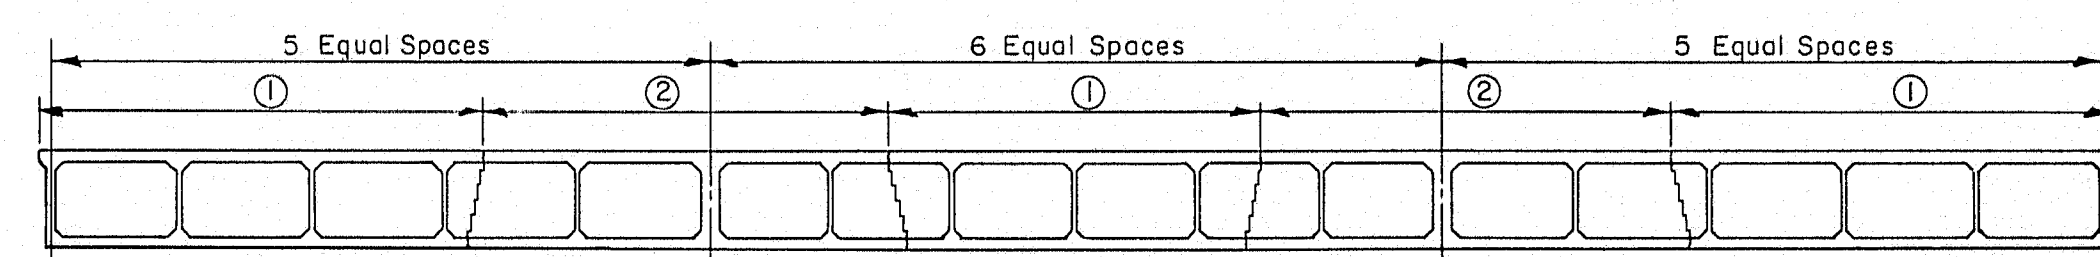 5 Equal Spaces 6 Equal Spaces 5 Equal Spaces
① ② ① ② ①